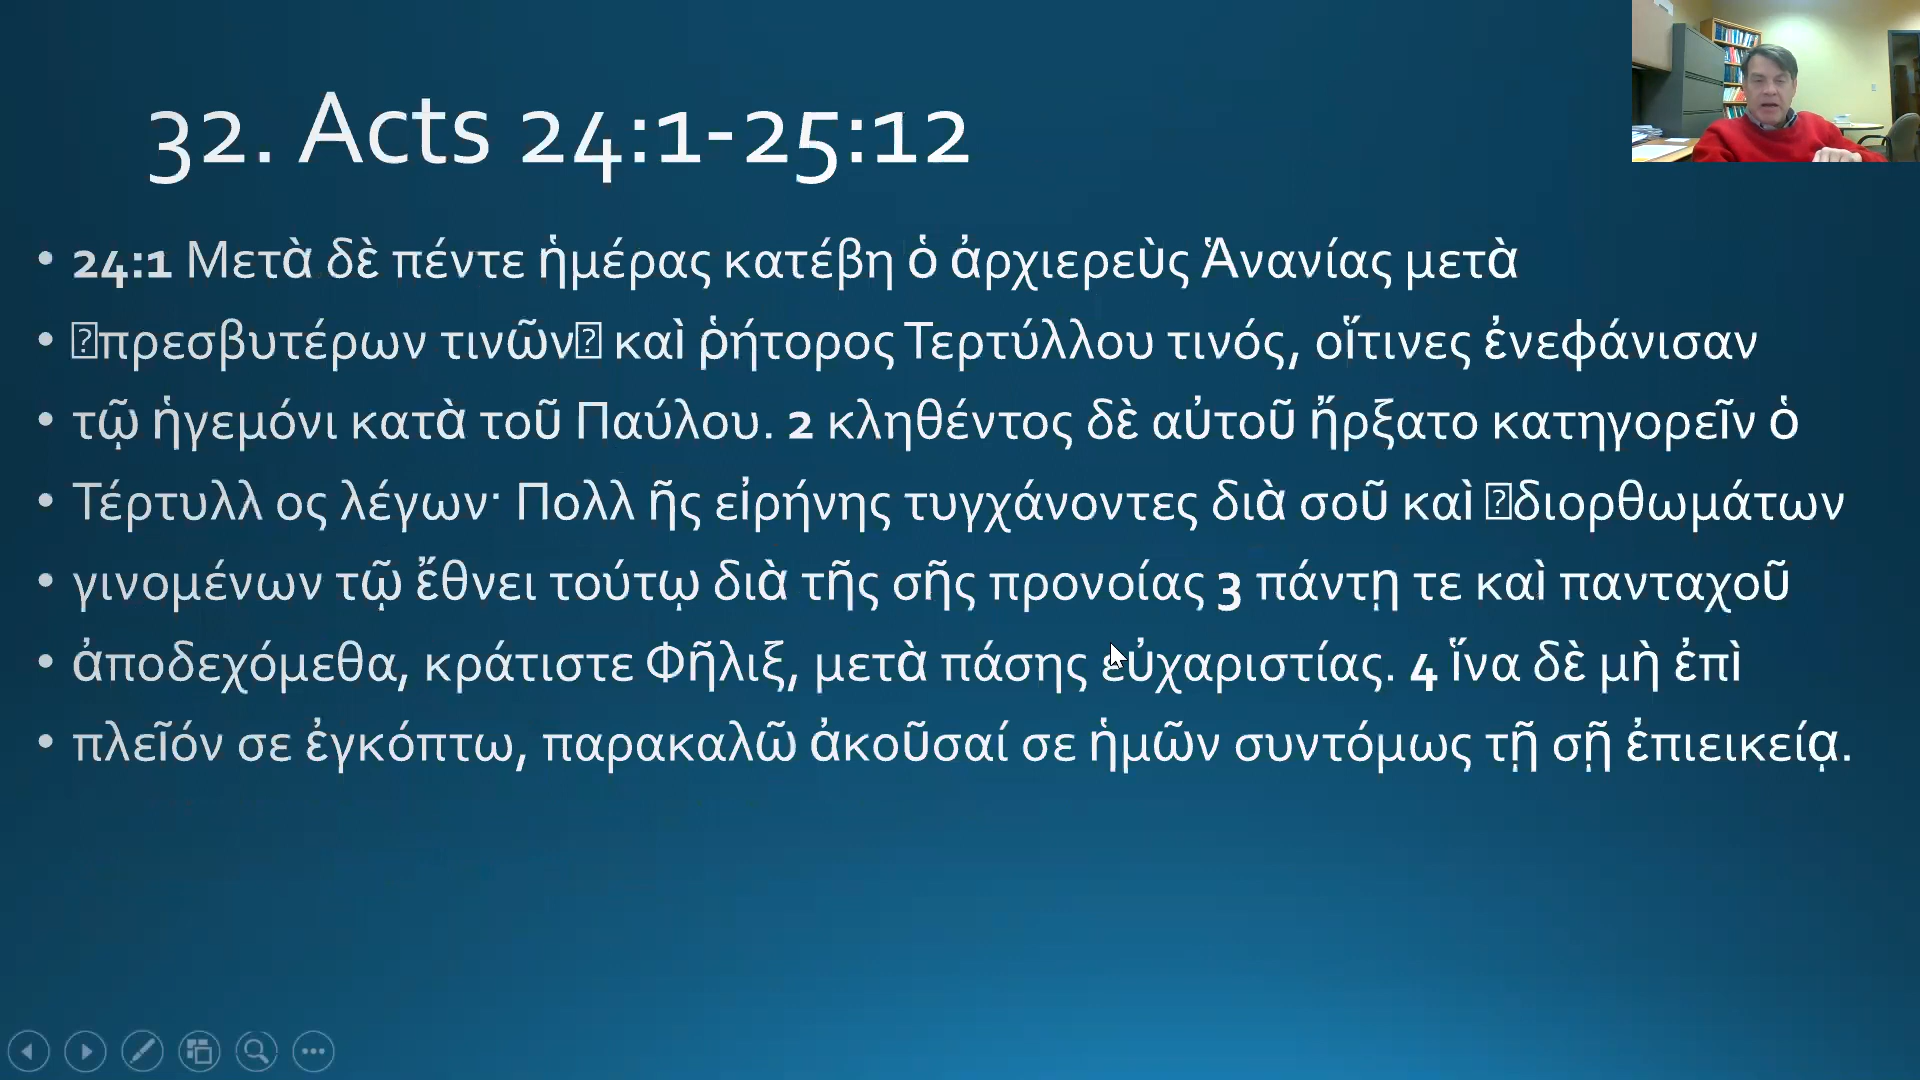 32. Acts 24:1-25:12
• 24:1 Μετὰ δὲ πέντε ἡμέρας κατέβη ὁ ἀρχιερεὺς Ἁνανίας μετὰ
• ⍰πρεσβυτέρων τινῶν⍰ καὶ ῥήτορος Τερτύλλου τινός, οἵτινες ἐνεφάνισαν
• τῷ ἡγεμόνι κατὰ τοῦ Παύλου. 2 κληθέντος δὲ αὐτοῦ ἤρξατο κατηγορεῖν ὁ
• Τέρτυλλ ος λέγων· Πολλ ῆς εἰρήνης τυγχάνοντες διὰ σοῦ καὶ ⍰διορθωμάτων
• γινομένων τῷ ἔθνει τούτῳ διὰ τῆς σῆς προνοίας 3 πάντῃ τε καὶ πανταχοῦ
• ἀποδεχόμεθα, κράτιστε Φῆλιξ, μετὰ πάσης εὐχαριστίας. 4 ἵνα δὲ μὴ ἐπὶ
• πλεῖόν σε ἐγκόπτω, παρακαλῶ ἀκοῦσαί σε ἡμῶν συντόμως τῇ σῇ ἐπιεικείᾳ.